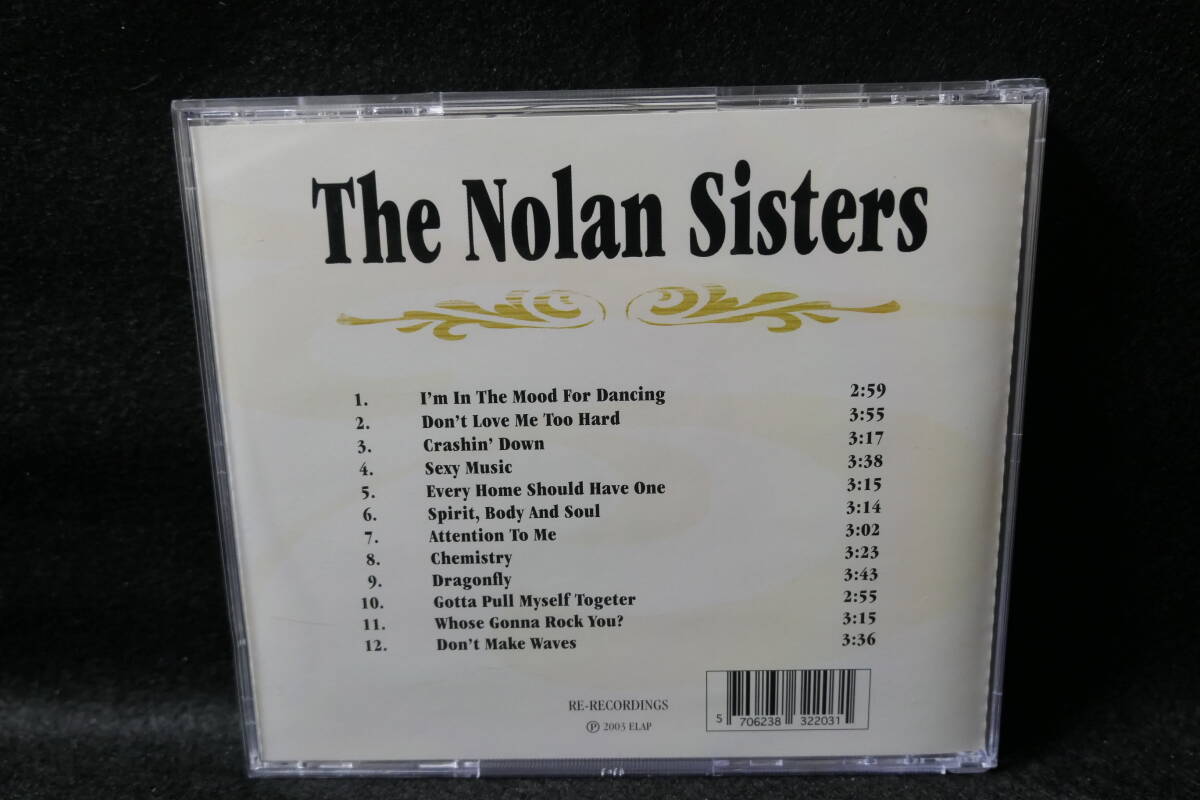 The Nolan Sisters
1. I'm In The Mood For Dancing 2:59
2. Don't Love Me Too Hard 3:55
3. Crashin' Down 3:17
4. Sexy Music 3:38
5. Every Home Should Have One 3:15
6. Spirit, Body And Soul 3:14
7. Attention To Me 3:02
8. Chemistry 3:23
9. Dragonfly 3:43
10. Gotta Pull Myself Togeter 2:55
11. Whose Gonna Rock You? 3:15
12. Don't Make Waves 3:36
RE-RECORDINGS
℗ 2003 ELAP
5 706238 322031